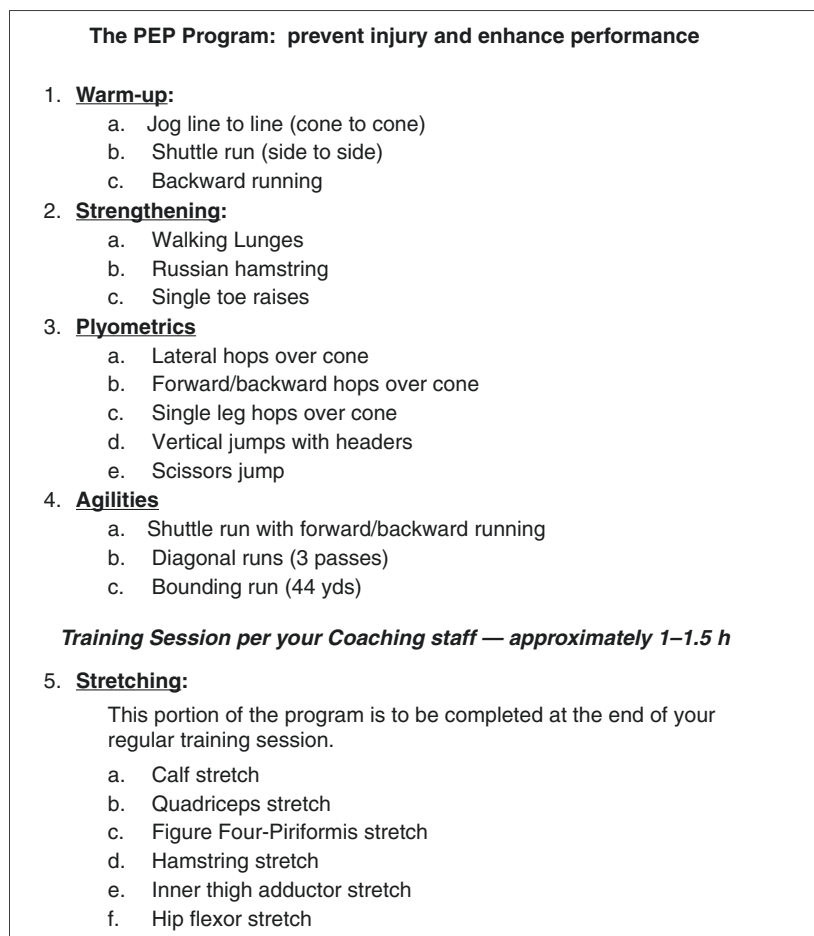 The PEP Program: prevent injury and enhance performance
1. Warm-up:
a. Jog line to line (cone to cone)
b. Shuttle run (side to side)
c. Backward running
2. Strengthening:
a. Walking Lunges
b. Russian hamstring
c. Single toe raises
3. Plyometrics
a. Lateral hops over cone
b. Forward/backward hops over cone
c. Single leg hops over cone
d. Vertical jumps with headers
e. Scissors jump
4. Agilities
a. Shuttle run with forward/backward running
b. Diagonal runs (3 passes)
c. Bounding run (44 yds)
Training Session per your Coaching staff — approximately 1–1.5 h
5. Stretching:
This portion of the program is to be completed at the end of your
regular training session.
a. Calf stretch
b. Quadriceps stretch
c. Figure Four-Piriformis stretch
d. Hamstring stretch
e. Inner thigh adductor stretch
f. Hip flexor stretch